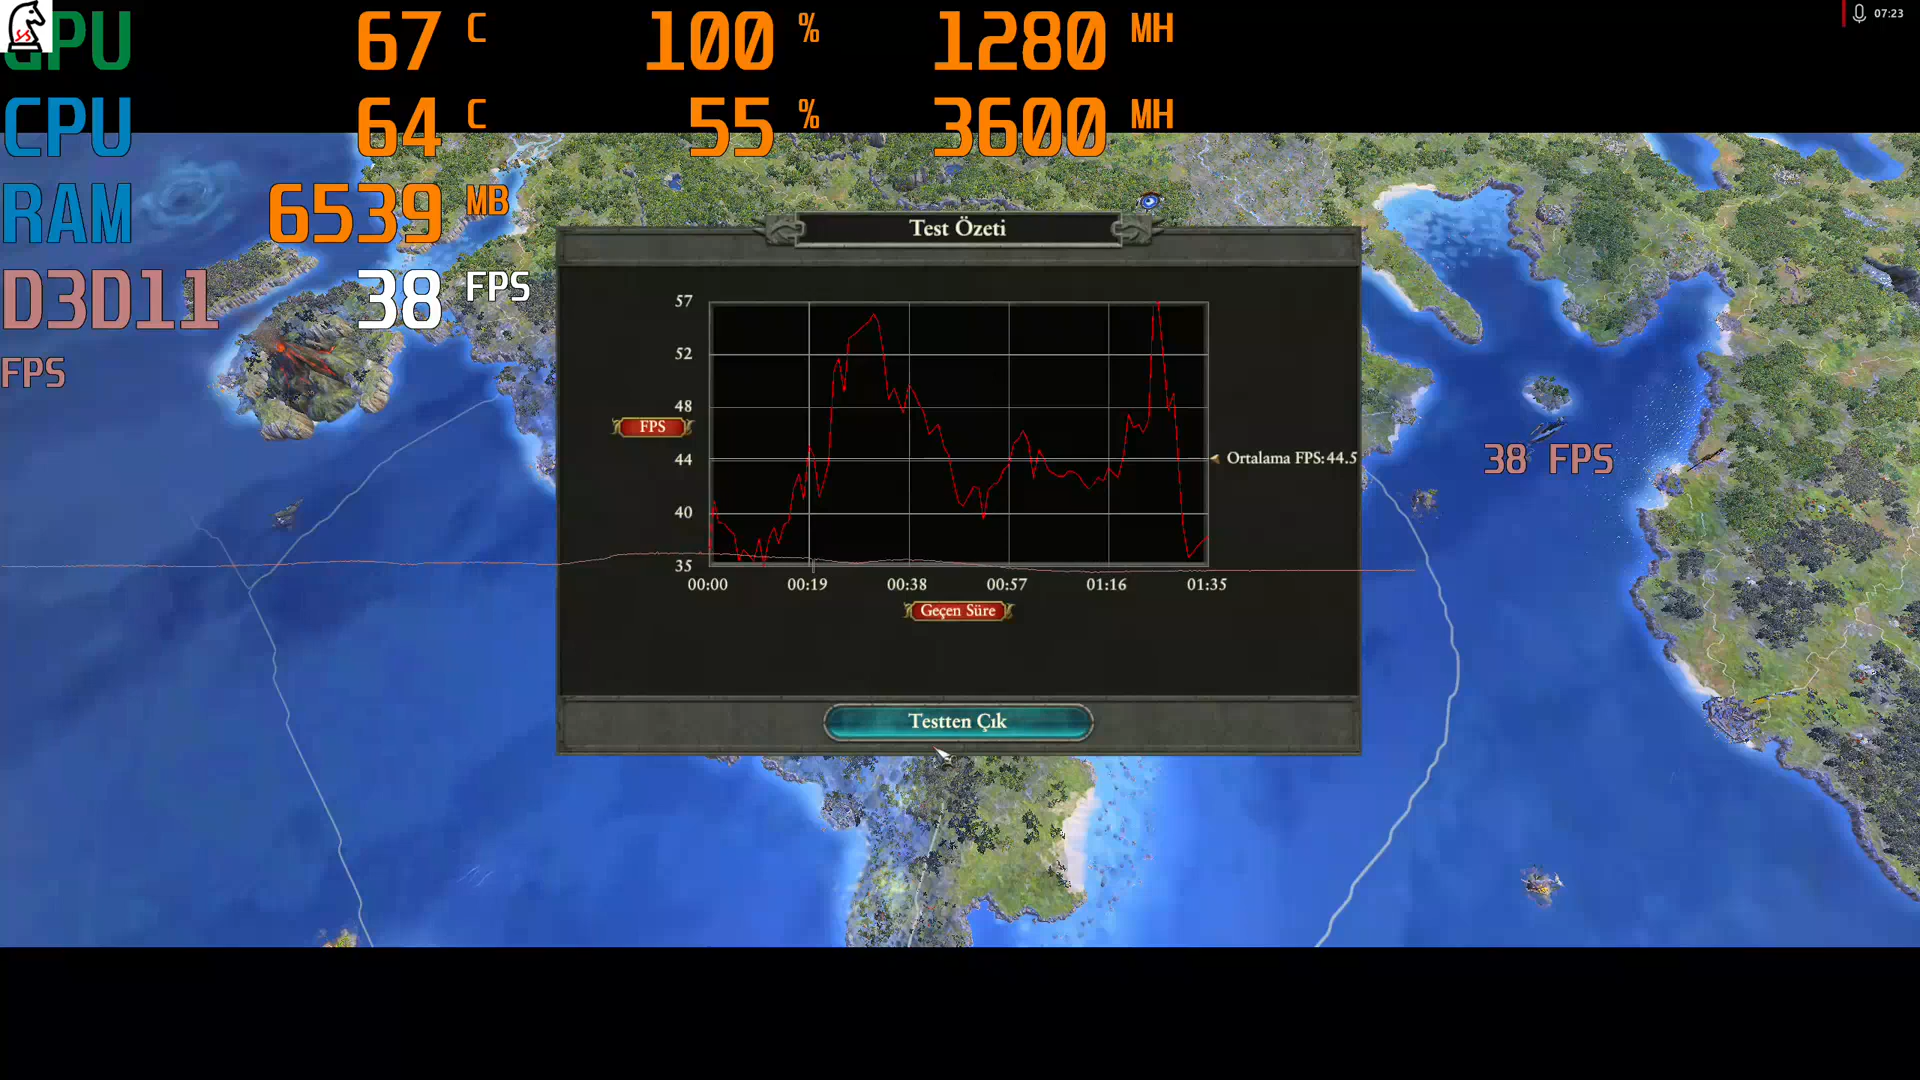 GPU 67 C 100 % 1280 MH
07:23
CPU 64 C 55 % 3600 MH
RAM 6539 MB
D3D11 38 FPS
FPS
Test Özeti
57
52
48
FPS
44
Ortalama FPS:44.5
38 FPS
40
35
00:00 00:19 00:38 00:57 01:16 01:35
Geçen Süre
Testten Çık